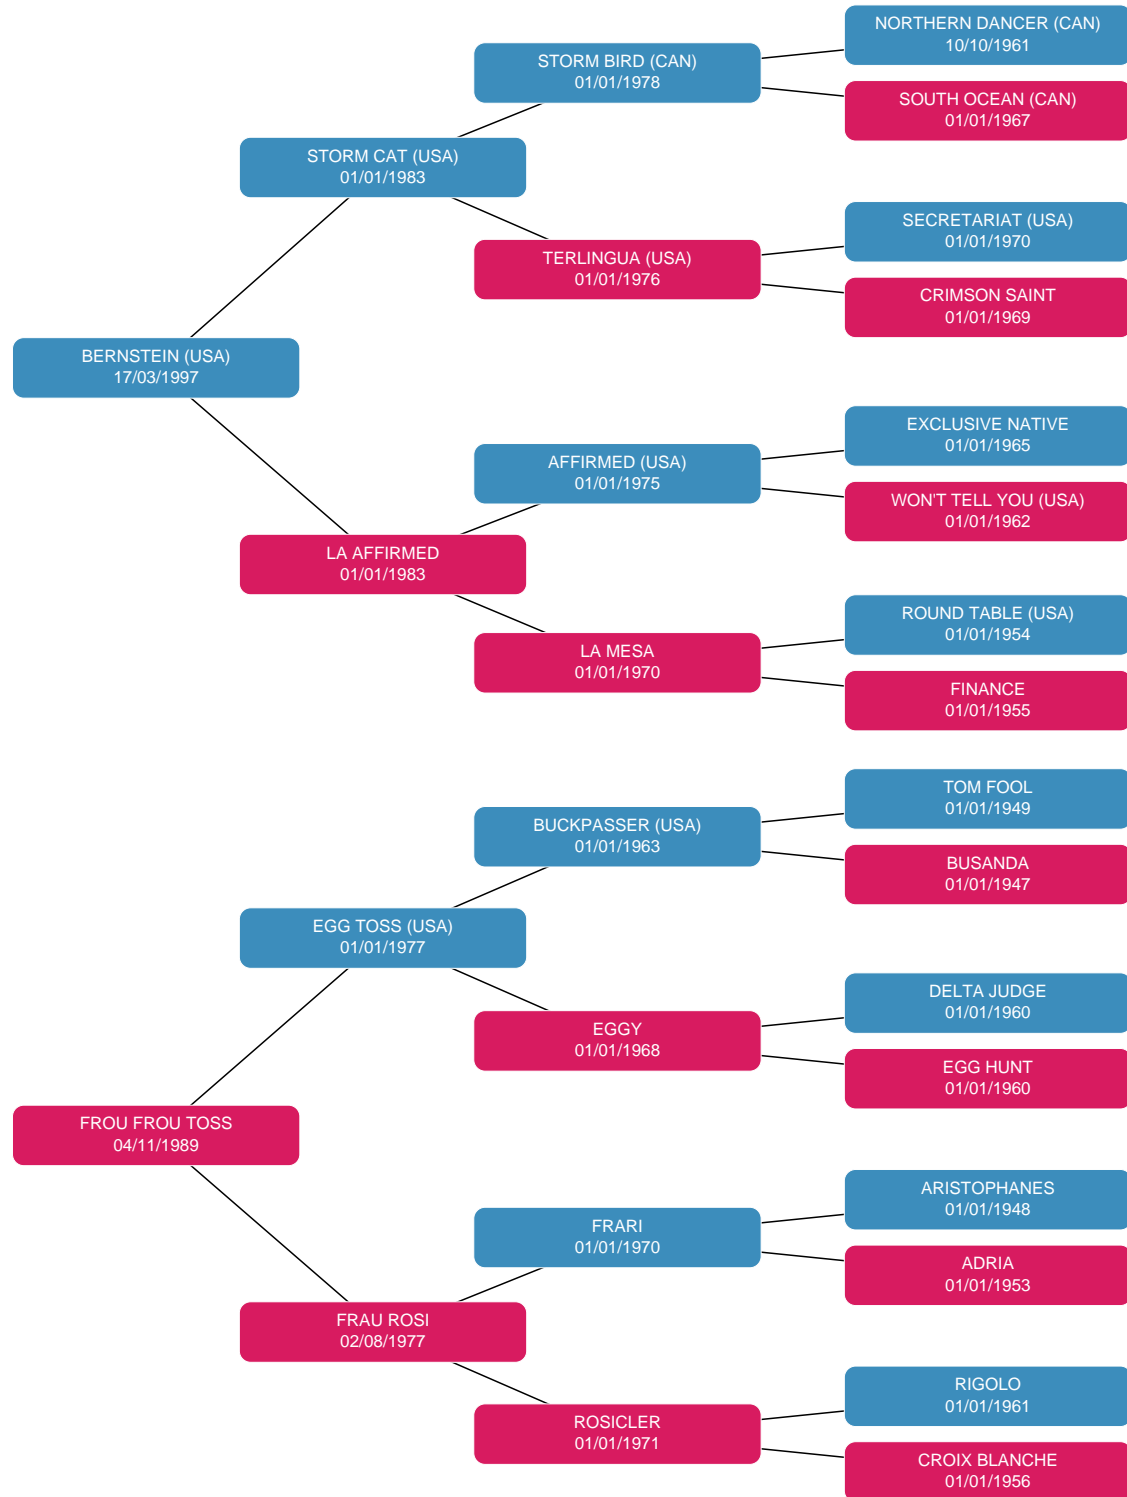 NORTHERN DANCER (CAN)
10/10/1961
STORM BIRD (CAN)
01/01/1978
SOUTH OCEAN (CAN)
01/01/1967
STORM CAT (USA)
01/01/1983
SECRETARIAT (USA)
01/01/1970
TERLINGUA (USA)
01/01/1976
CRIMSON SAINT
01/01/1969
BERNSTEIN (USA)
17/03/1997
EXCLUSIVE NATIVE
01/01/1965
AFFIRMED (USA)
01/01/1975
WON'T TELL YOU (USA)
01/01/1962
LA AFFIRMED
01/01/1983
ROUND TABLE (USA)
01/01/1954
LA MESA
01/01/1970
FINANCE
01/01/1955
TOM FOOL
01/01/1949
BUCKPASSER (USA)
01/01/1963
BUSANDA
01/01/1947
EGG TOSS (USA)
01/01/1977
DELTA JUDGE
01/01/1960
EGGY
01/01/1968
EGG HUNT
01/01/1960
FROU FROU TOSS
04/11/1989
ARISTOPHANES
01/01/1948
FRARI
01/01/1970
ADRIA
01/01/1953
FRAU ROSI
02/08/1977
RIGOLO
01/01/1961
ROSICLER
01/01/1971
CROIX BLANCHE
01/01/1956